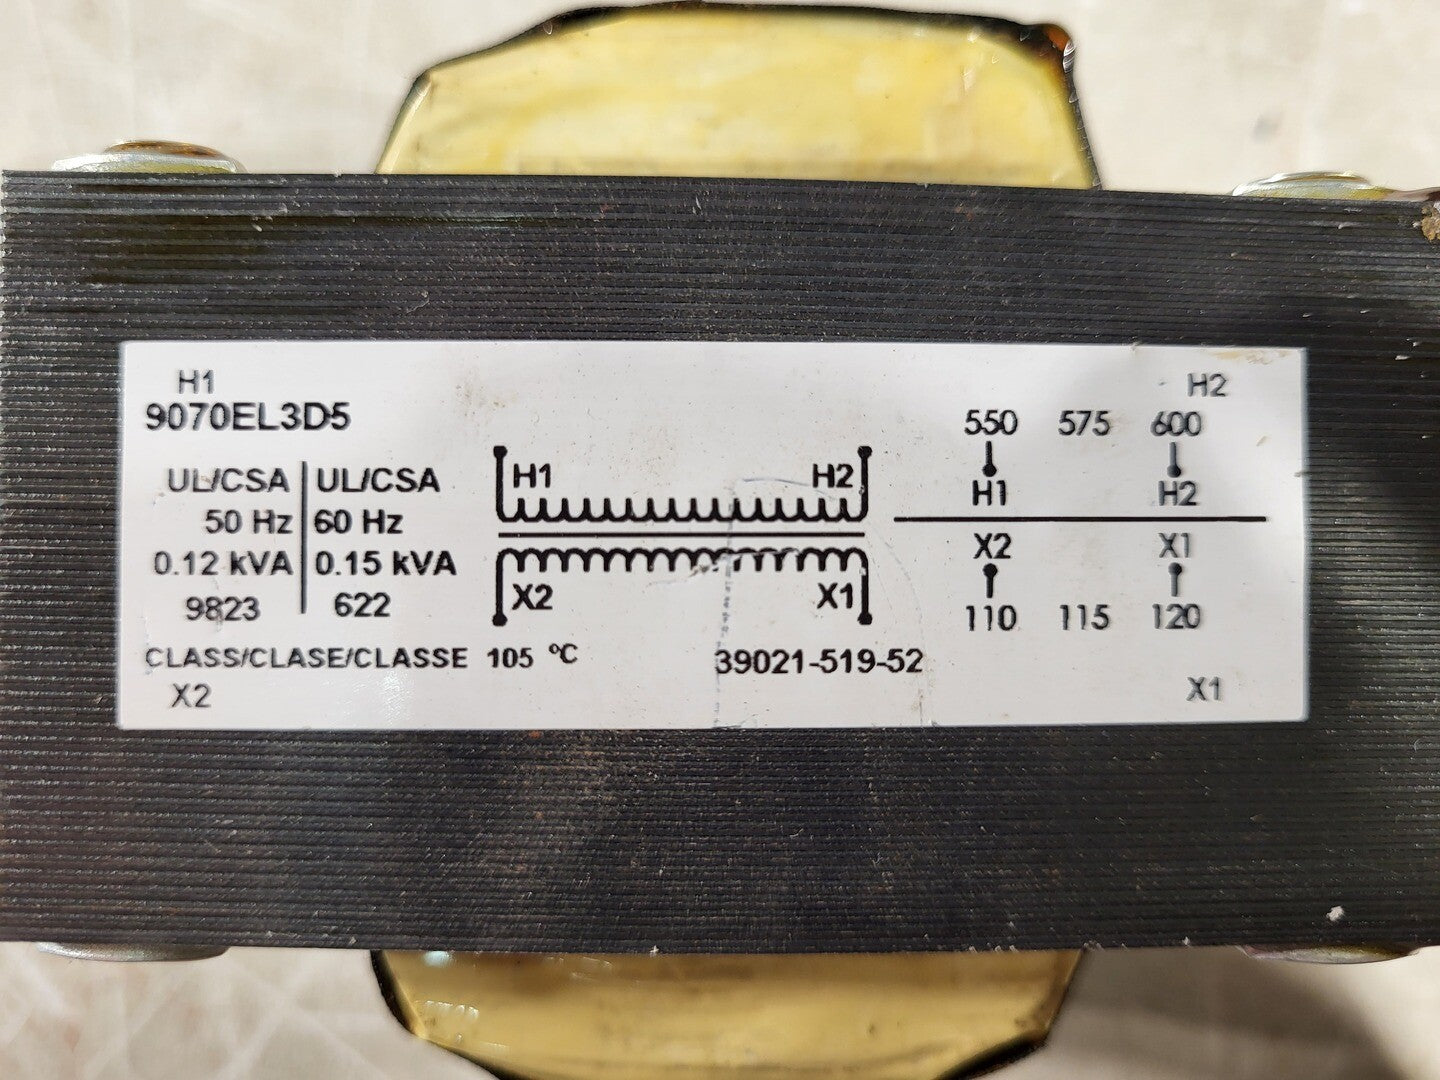 H1 H2
9070EL3D5
UL/CSA UL/CSA
50 Hz 60 Hz
0.12 kVA 0.15 kVA
9823 622
CLASS/CLASE/CLASSE 105 ºC
X2
H1 H2
X2 X1
39021-519-52
550 575 600
H1 H2
X2 X1
110 115 120
X1